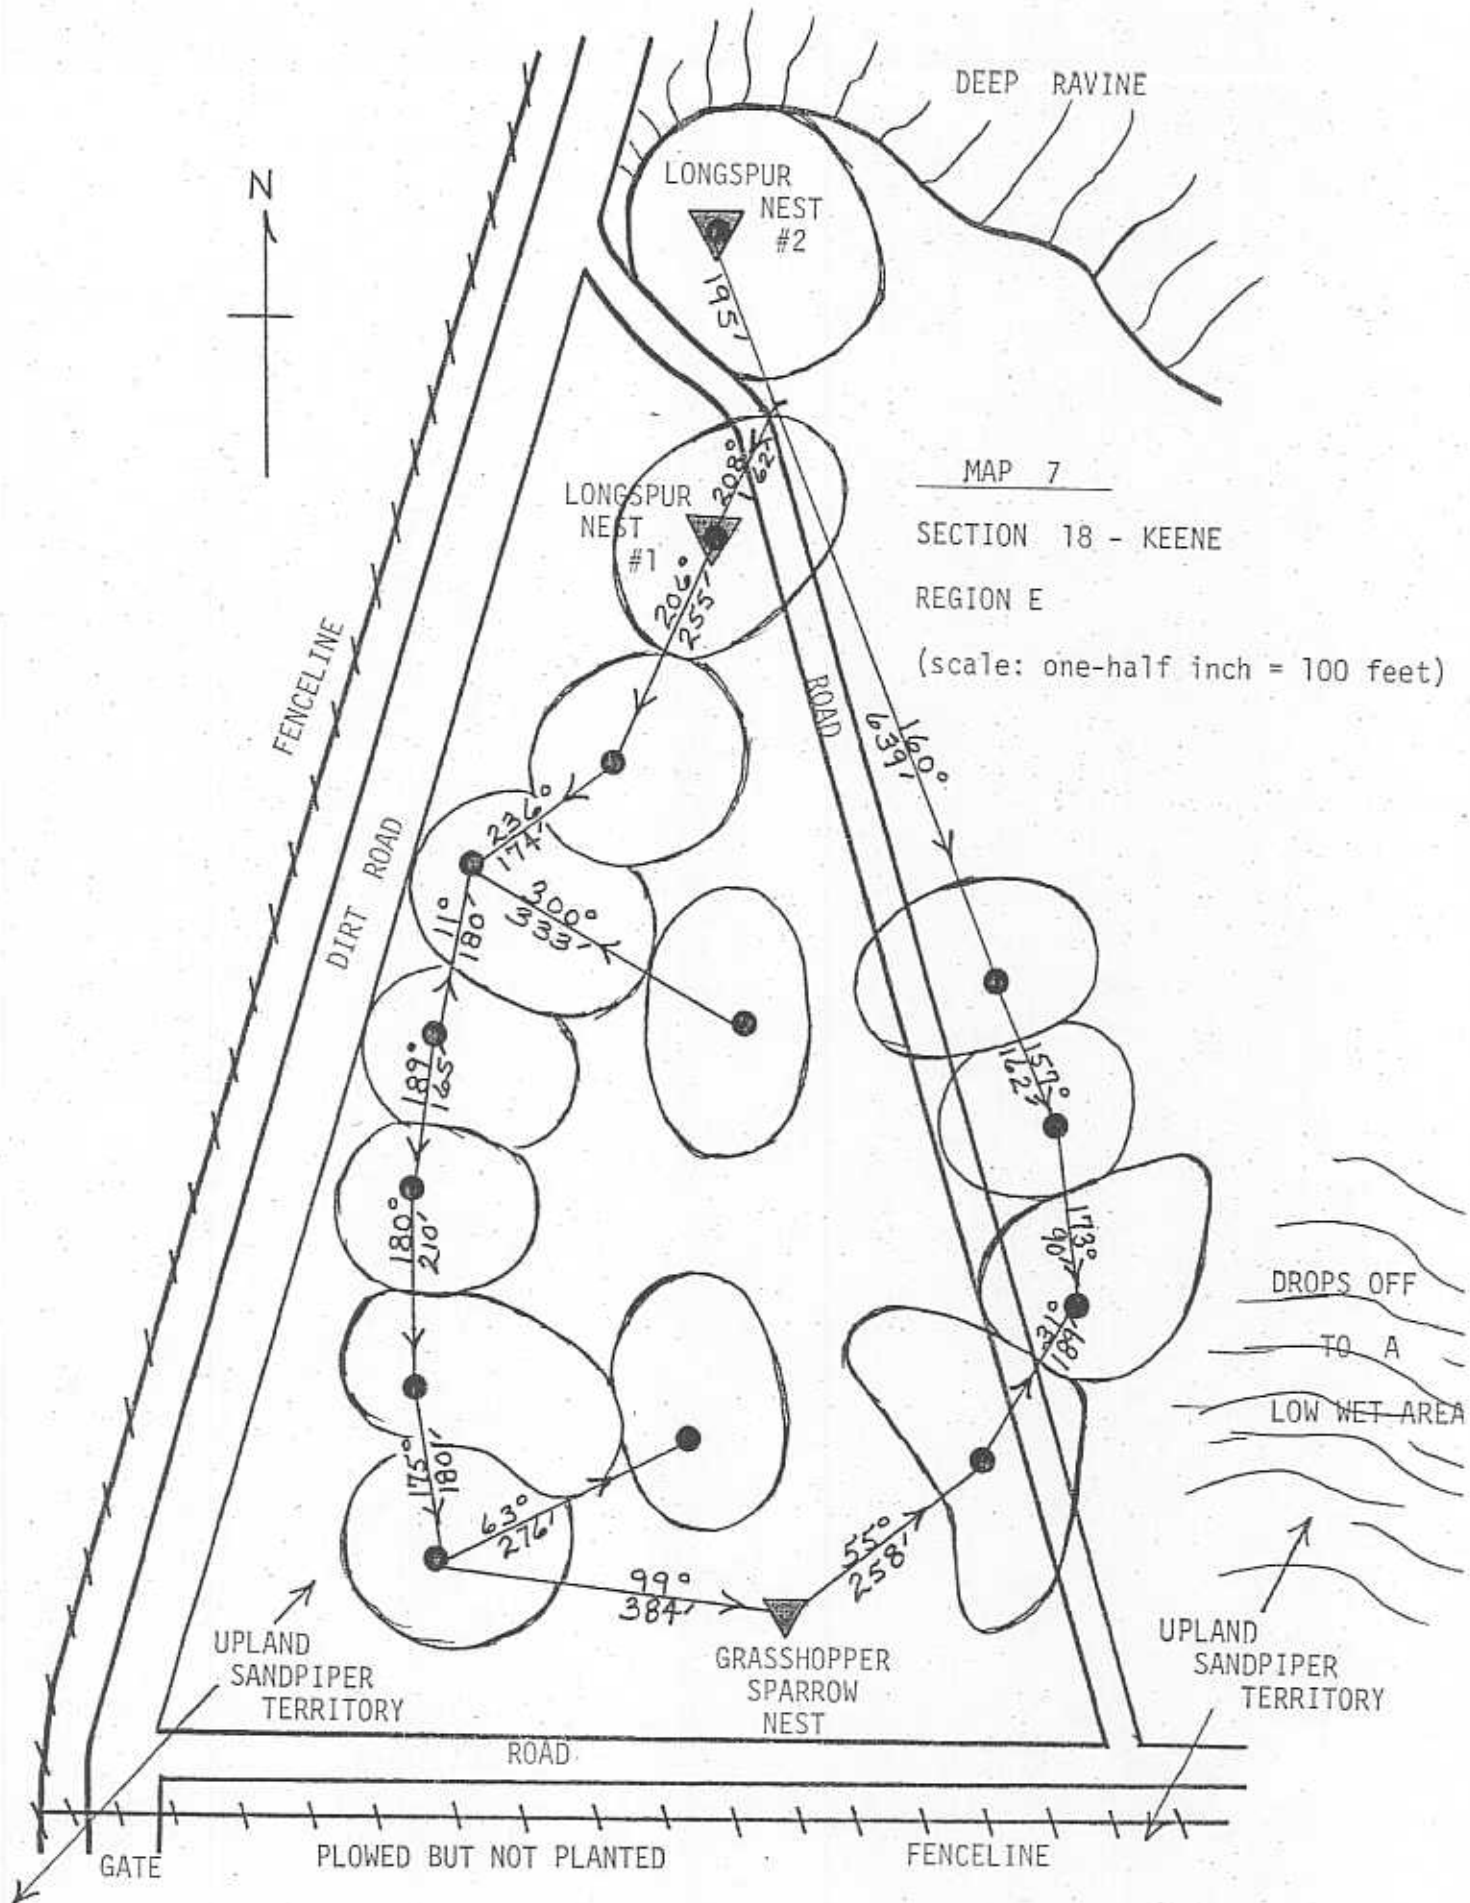 DEEP RAVINE
N
LONGSPUR
NEST
#2
195'
208°
62'
LONGSPUR
NEST
#1
MAP 7
SECTION 18 - KEENE
REGION E
(scale: one-half inch = 100 feet)
206°
255'
FENCELINE
ROAD
160°
639'
236°
174'
DIRT ROAD
300°
333'
11°
180'
189°
165'
157°
162'
180°
210'
173°
90'
DROPS OFF
TO A
LOW WET AREA
31°
189'
175°
180'
63°
276'
55°
258'
99°
384'
UPLAND
SANDPIPER
TERRITORY
GRASSHOPPER
SPARROW
NEST
UPLAND
SANDPIPER
TERRITORY
ROAD
GATE
PLOWED BUT NOT PLANTED
FENCELINE